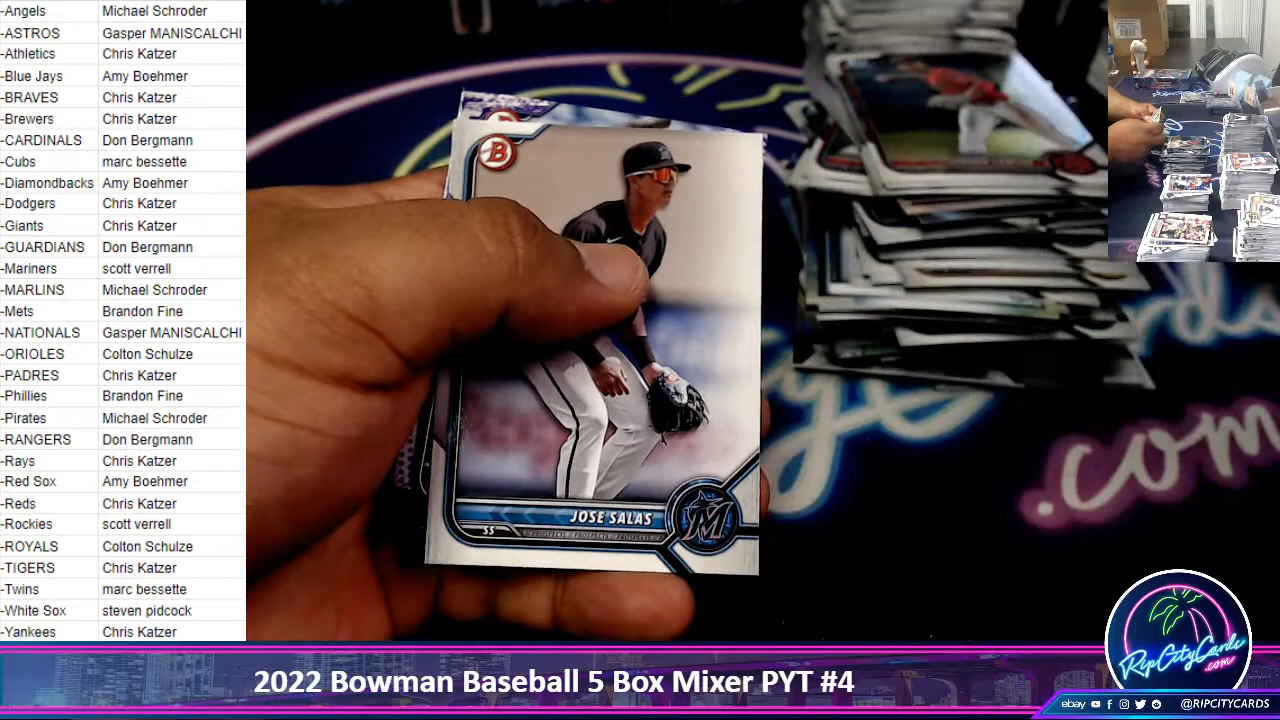 -Angels Michael Schroder
-ASTROS Gasper MANISCALCHI
-Athletics Chris Katzer
-Blue Jays Amy Boehmer
-BRAVES Chris Katzer
-Brewers Chris Katzer
-CARDINALS Don Bergmann
-Cubs marc bessette
-Diamondbacks Amy Boehmer
-Dodgers Chris Katzer
-Giants Chris Katzer
-GUARDIANS Don Bergmann
-Mariners scott verrell
-MARLINS Michael Schroder
-Mets Brandon Fine
-NATIONALS Gasper MANISCALCHI
-ORIOLES Colton Schulze
-PADRES Chris Katzer
-Phillies Brandon Fine
-Pirates Michael Schroder
-RANGERS Don Bergmann
-Rays Chris Katzer
-Red Sox Amy Boehmer
-Reds Chris Katzer
-Rockies scott verrell
-ROYALS Colton Schulze
-TIGERS Chris Katzer
-Twins marc bessette
-White Sox steven pidcock
-Yankees Chris Katzer
B
JOSE SALAS
SS
PROSPECTS
M
.com
RipCityCards
.com
2022 Bowman Baseball 5 Box Mixer PYT #4
ebay @RIPCITYCARDS